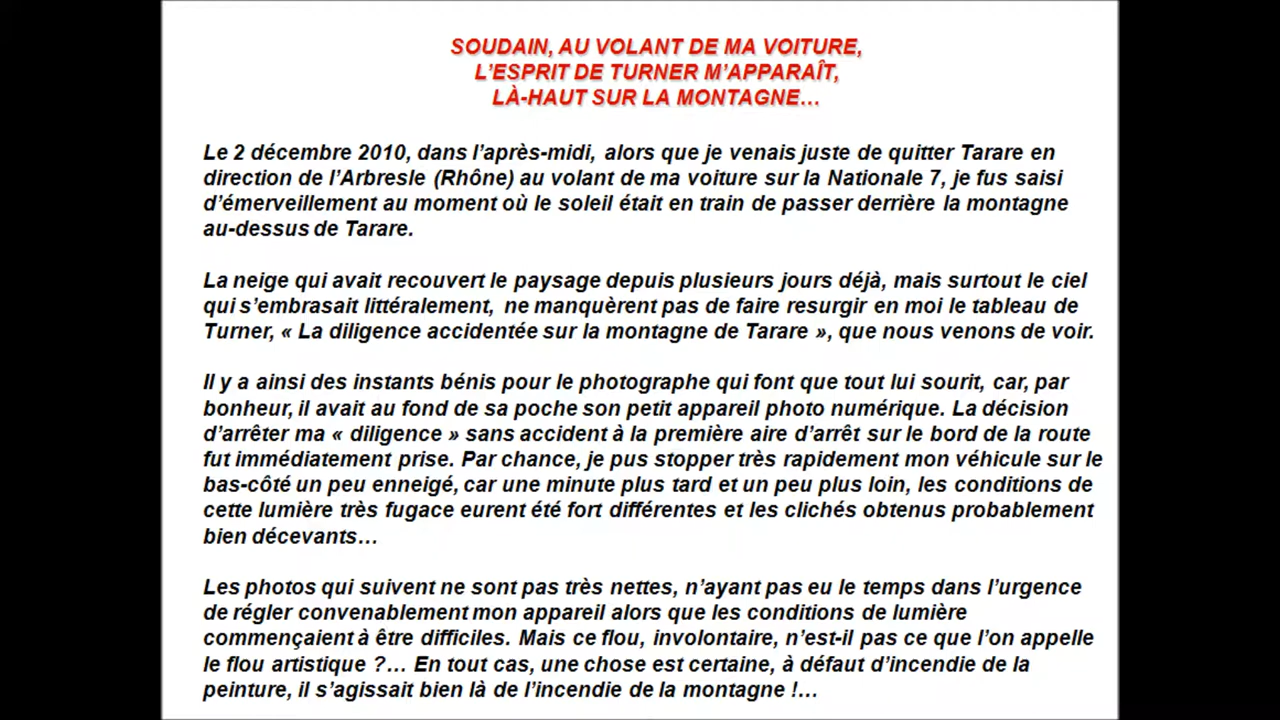 SOUDAIN, AU VOLANT DE MA VOITURE,
L’ESPRIT DE TURNER M’APPARAÎT,
LÀ-HAUT SUR LA MONTAGNE…
Le 2 décembre 2010, dans l’après-midi, alors que je venais juste de quitter Tarare en
direction de l’Arbresle (Rhône) au volant de ma voiture sur la Nationale 7, je fus saisi
d’émerveillement au moment où le soleil était en train de passer derrière la montagne
au-dessus de Tarare.
La neige qui avait recouvert le paysage depuis plusieurs jours déjà, mais surtout le ciel
qui s’embrasait littéralement, ne manquèrent pas de faire resurgir en moi le tableau de
Turner, « La diligence accidentée sur la montagne de Tarare », que nous venons de voir.
Il y a ainsi des instants bénis pour le photographe qui font que tout lui sourit, car, par
bonheur, il avait au fond de sa poche son petit appareil photo numérique. La décision
d’arrêter ma « diligence » sans accident à la première aire d’arrêt sur le bord de la route
fut immédiatement prise. Par chance, je pus stopper très rapidement mon véhicule sur le
bas-côté un peu enneigé, car une minute plus tard et un peu plus loin, les conditions de
cette lumière très fugace eurent été fort différentes et les clichés obtenus probablement
bien décevants…
Les photos qui suivent ne sont pas très nettes, n’ayant pas eu le temps dans l’urgence
de régler convenablement mon appareil alors que les conditions de lumière
commençaient à être difficiles. Mais ce flou, involontaire, n’est-il pas ce que l’on appelle
le flou artistique ?… En tout cas, une chose est certaine, à défaut d’incendie de la
peinture, il s’agissait bien là de l’incendie de la montagne !…